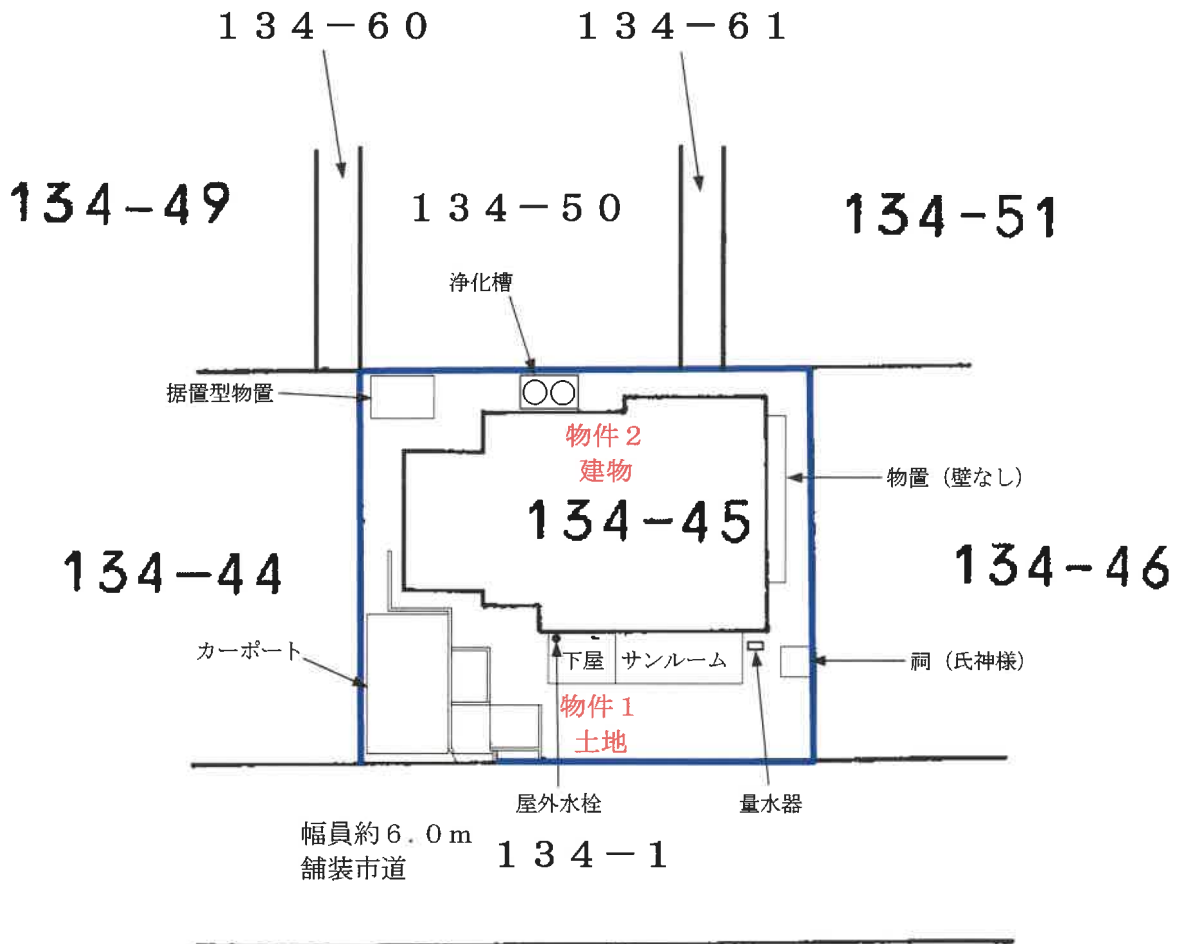 134-60
134-61
134-49
134-50
134-51
浄化槽
据置型物置
物件2
建物
物置（壁なし）
134-45
134-44
134-46
カーポート
下屋
サンルーム
祠（氏神様）
物件1
土地
屋外水栓
量水器
幅員約6.0m
舗装市道
134-1